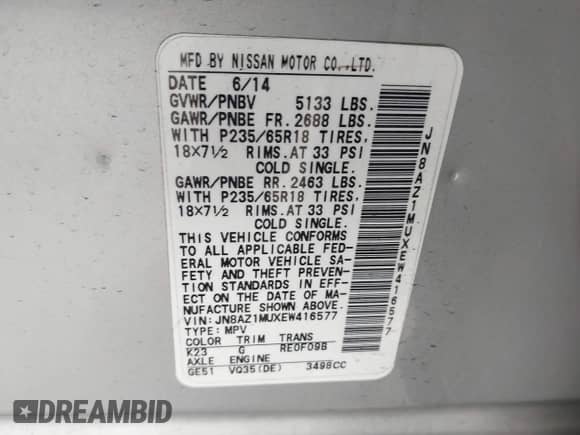 MFD BY NISSAN MOTOR CO.,LTD.
DATE 6/14
GVWR/PNBV 5133 LBS.
GAWR/PNBE FR. 2688 LBS.
WITH P235/65R18 TIRES,
18X7½ RIMS. AT 33 PSI
COLD SINGLE.
GAWR/PNBE RR. 2463 LBS.
WITH P235/65R18 TIRES,
18X7½ RIMS. AT 33 PSI
COLD SINGLE.
THIS VEHICLE CONFORMS
TO ALL APPLICABLE FED-
ERAL MOTOR VEHICLE SA-
FETY AND THEFT PREVEN-
TION STANDARDS IN EFF-
ECT ON THE DATE OF MA-
NUFACTURE SHOWN ABOVE.
VIN:JN8AZ1MUXEW416577
TYPE: MPV
COLOR TRIM TRANS
K23 G RE0F09B
AXLE ENGINE
GE51 VQ35(DE) 3498CC
JN8AZ1MUXEW416577
DREAMBID